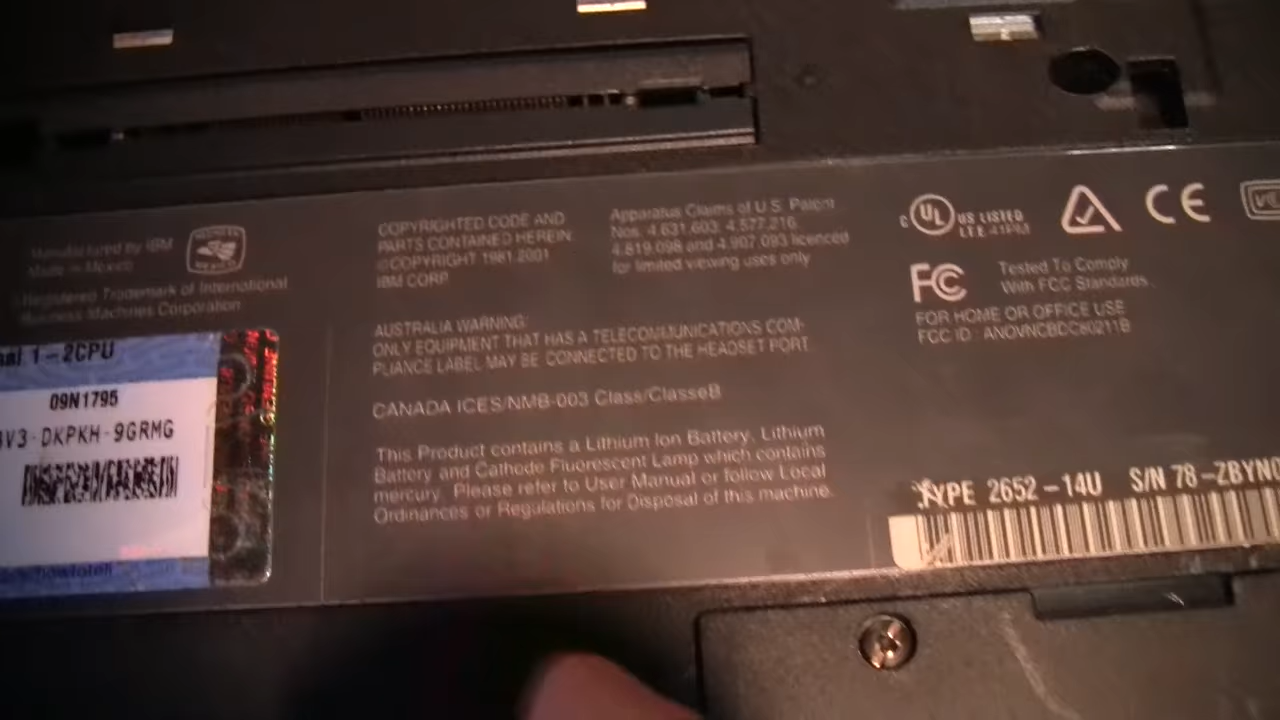 Manufactured by IBM
Made in Mexico
Registered Trademark of International
Business Machines Corporation
1-2CPU
09N1795
V3-DKPKH-9GRMG
COPYRIGHTED CODE AND
PARTS CONTAINED HEREIN.
©COPYRIGHT 1981,2001
IBM CORP.
Apparatus Claims of U.S. Patent
Nos. 4,631,603, 4,577,216,
4,819,098 and 4,907,093 licenced
for limited viewing uses only
AUSTRALIA WARNING:
ONLY EQUIPMENT THAT HAS A TELECOMMUNICATIONS COM-
PLIANCE LABEL MAY BE CONNECTED TO THE HEADSET PORT.
CANADA ICES/NMB-003 Class/ClasseB
This Product contains a Lithium Ion Battery, Lithium
Battery and Cathode Fluorescent Lamp which contains
mercury. Please refer to User Manual or follow Local
Ordinances or Regulations for Disposal of this machine.
C UL US LISTED
I.T.E.
CE
FC
Tested To Comply
With FCC Standards
FOR HOME OR OFFICE USE
FCC ID :
TYPE 2652-14U S/N 78-ZBYN